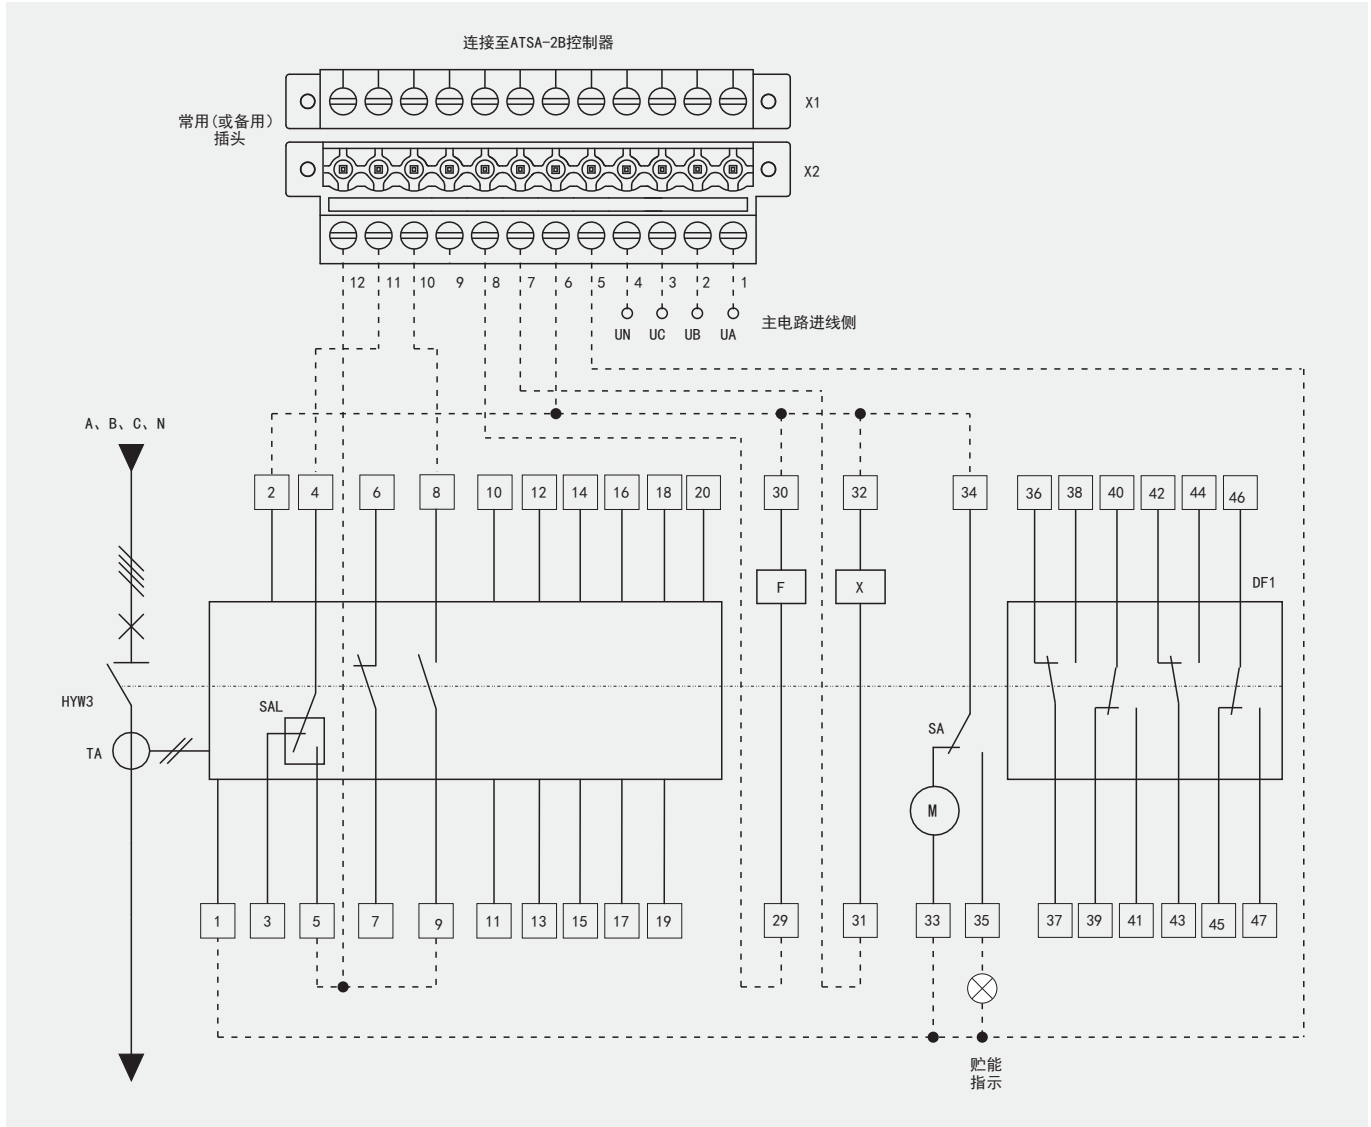 连接至ATSA-2B控制器
X1
常用(或备用)
插头
X2
12 11 10 9 8 7 6 5 4 3 2 1
UN UC UB UA
主电路进线侧
A、B、C、N
2 4 6 8 10 12 14 16 18 20 30 32 34 36 38 40 42 44 46
F X DF1
HYW3
SAL
SA
TA
M
1 3 5 7 9 11 13 15 17 19 29 31 33 35 37 39 41 43 45 47
贮能
指示